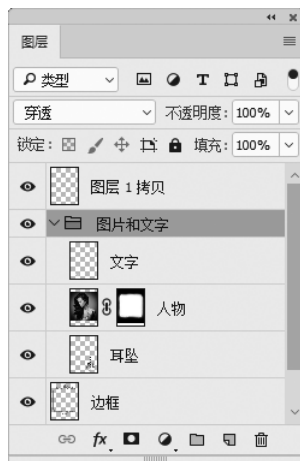 图层
类型
T
穿透 不透明度: 100%
锁定: 填充: 100%
图层 1 拷贝
图片和文字
文字
人物
耳坠
边框
fx